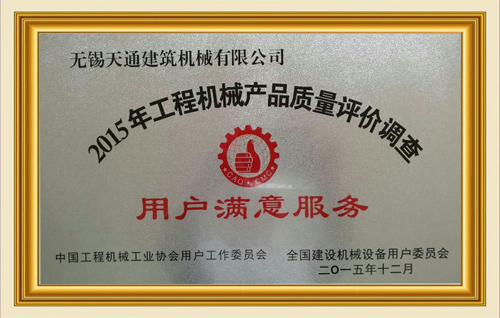 无锡天通建筑机械有限公司
2015年工程机械产品质量评价调查
CAQ CMC
用户满意服务
中国工程机械工业协会用户工作委员会 全国建设机械设备用户委员会
二〇一五年十二月